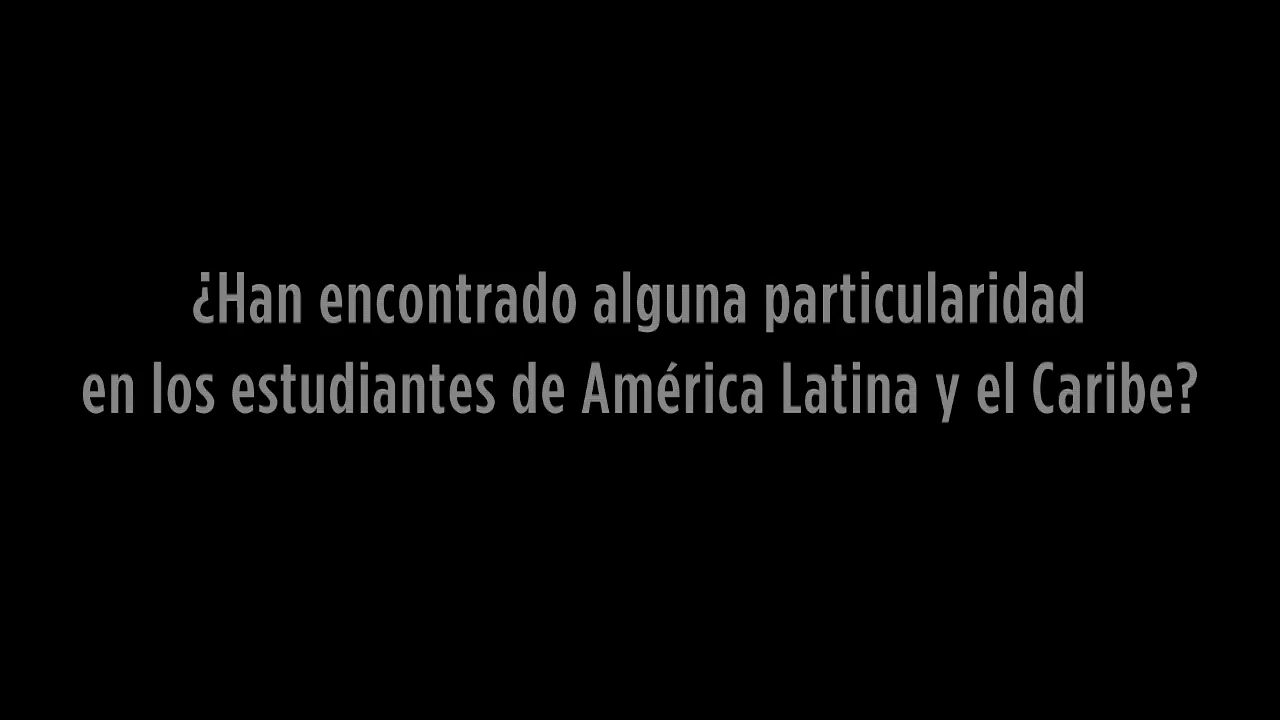 ¿Han encontrado alguna particularidad
en los estudiantes de América Latina y el Caribe?